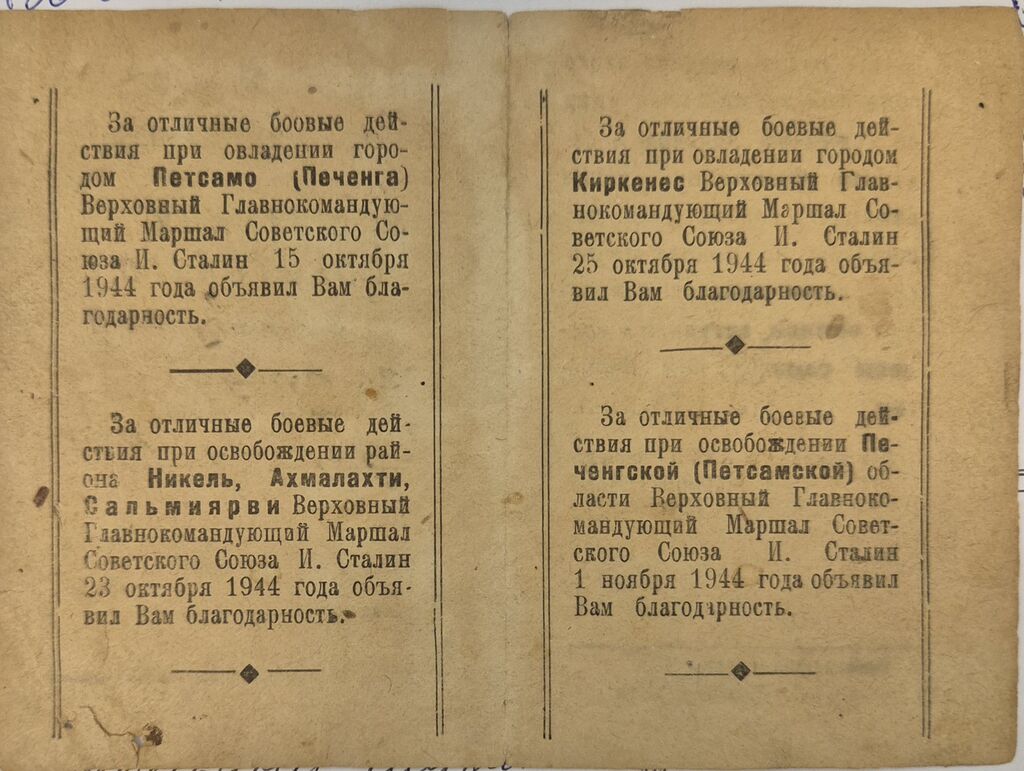 За отличные боовые дей-
ствия при овладении горо-
дом Петсамо (Печенга)
Верховный Главнокомандую-
щий Маршал Советского Со-
юза И. Сталин 15 октября
1944 года объявил Вам бла-
годарность.
За отличные боевые дей-
ствия при освобождении рай-
она Никель, Ахмалахти,
Сальмиярви Верховный
Главнокомандующий Маршал
Советского Союза И. Сталин
23 октября 1944 года объя-
вил Вам благодарность.
За отличные боевые дей-
ствия при овладении городом
Киркенес Верховный Глав-
нокомандующий Маршал Со-
ветского Союза И. Сталин
25 октября 1944 года объя-
вил Вам благодарность.
За отличные боевые дей-
ствия при освобождении Пе-
ченгской (Петсамской) об-
ласти Верховный Главноко-
мандующий Маршал Совет-
ского Союза И. Сталин
1 ноября 1944 года объявил
Вам благодарность.